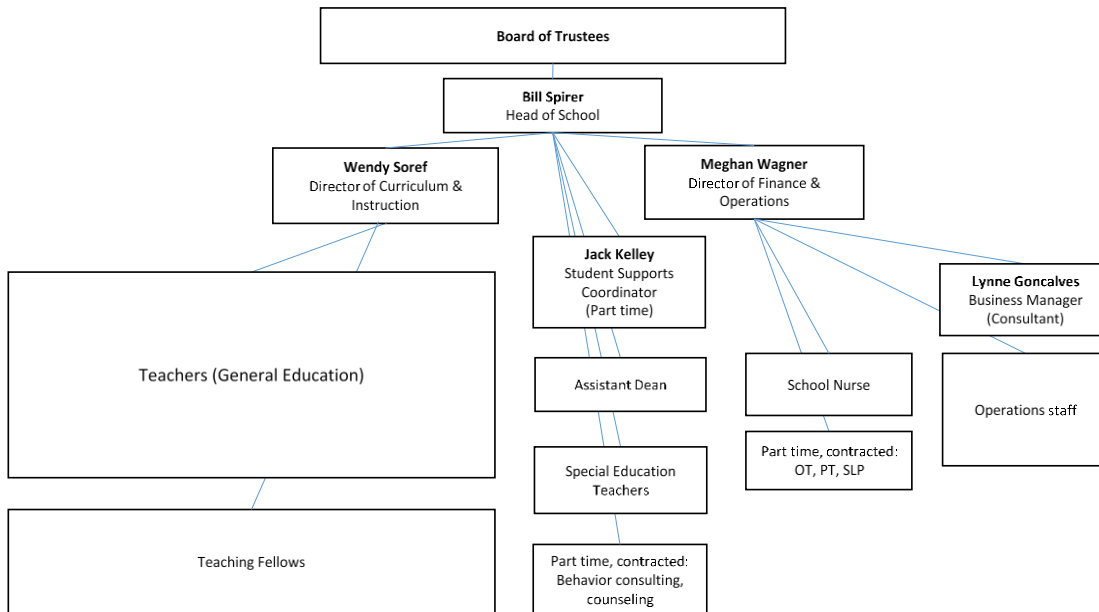 Board of Trustees
Bill Spirer
Head of School
Wendy Soref
Director of Curriculum &
Instruction
Meghan Wagner
Director of Finance &
Operations
Jack Kelley
Student Supports
Coordinator
(Part time)
Lynne Goncalves
Business Manager
(Consultant)
Teachers (General Education)
Assistant Dean
School Nurse
Operations staff
Part time, contracted:
OT, PT, SLP
Special Education
Teachers
Teaching Fellows
Part time, contracted:
Behavior consulting,
counseling